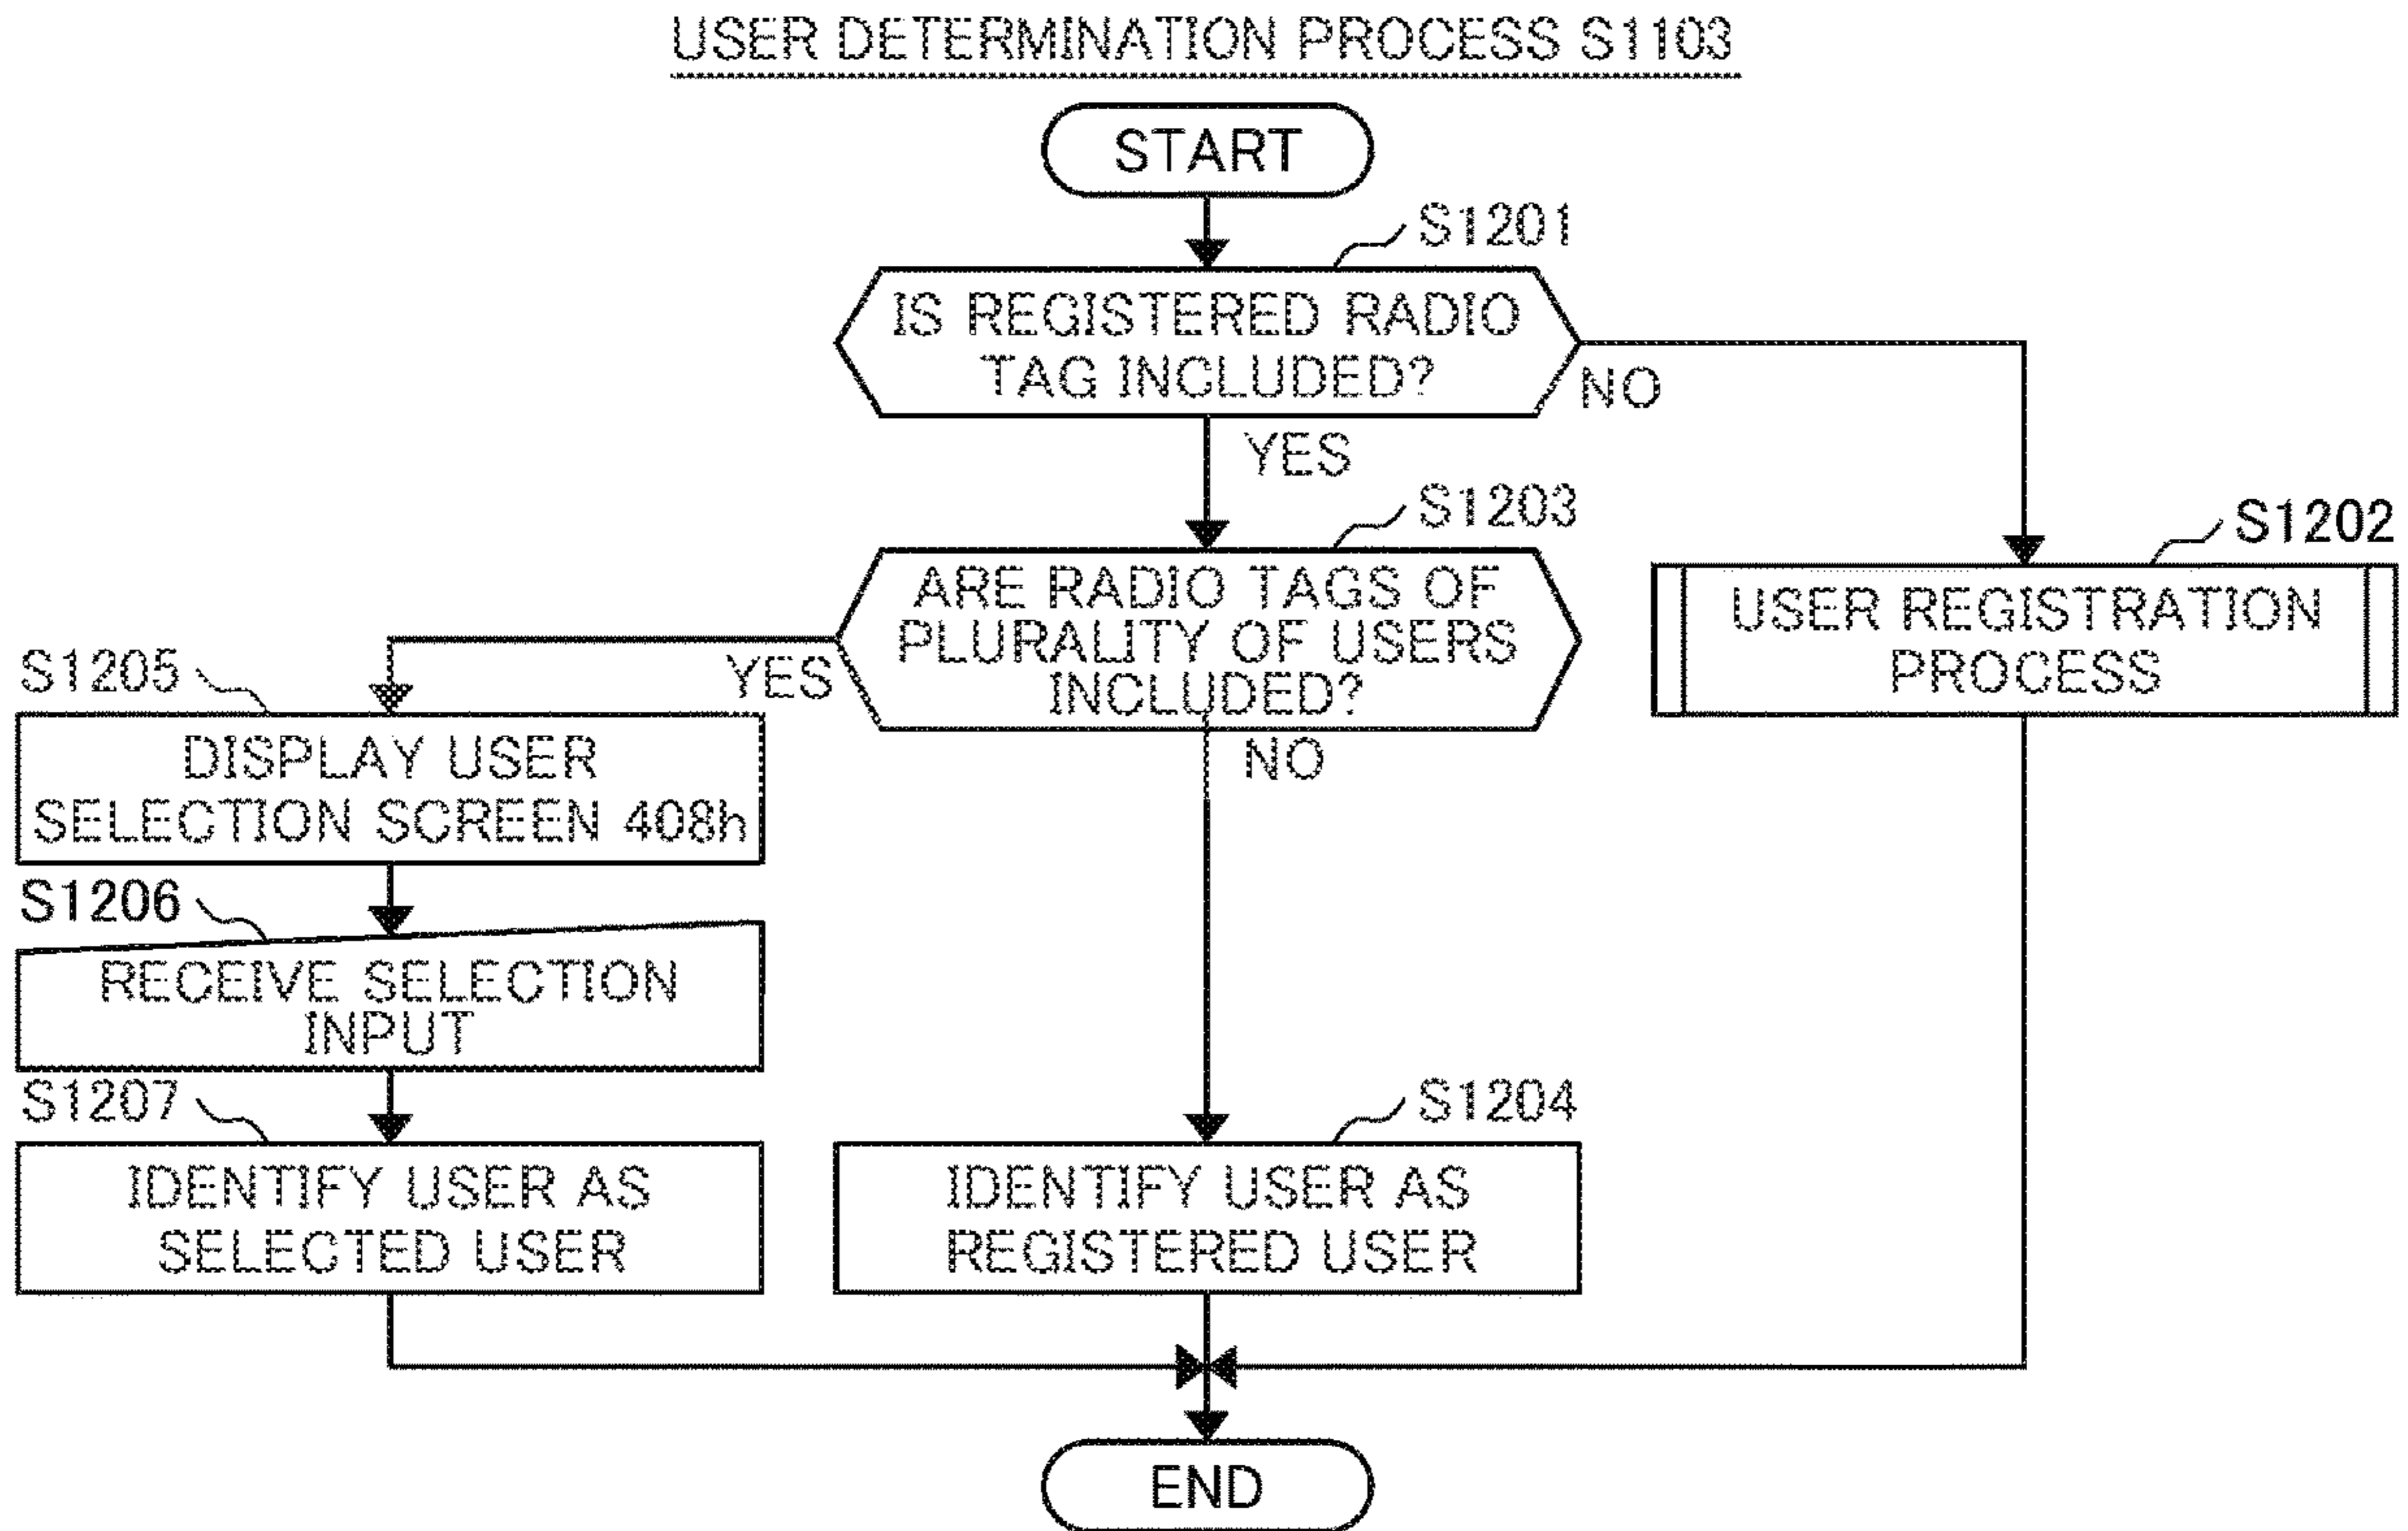 USER DETERMINATION PROCESS S1103
START
S1201
IS REGISTERED RADIO
TAG INCLUDED?
NO
YES
S1203
ARE RADIO TAGS OF
PLURALITY OF USERS
INCLUDED?
YES
NO
S1202
USER REGISTRATION
PROCESS
S1205
DISPLAY USER
SELECTION SCREEN 408h
S1206
RECEIVE SELECTION
INPUT
S1207
IDENTIFY USER AS
SELECTED USER
S1204
IDENTIFY USER AS
REGISTERED USER
END